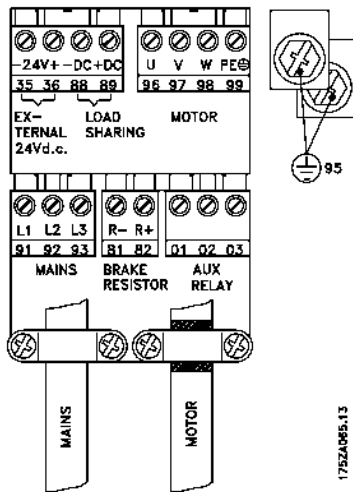 -24V+ -DC+DC
35 36 88 89
EX-
TERNAL
24Vd.c.
LOAD
SHARING
U V W PE
96 97 98 99
MOTOR
95
L1 L2 L3
91 92 93
MAINS
R- R+
81 82
BRAKE
RESISTOR
01 02 03
AUX
RELAY
MAINS
MOTOR
175ZA065.13